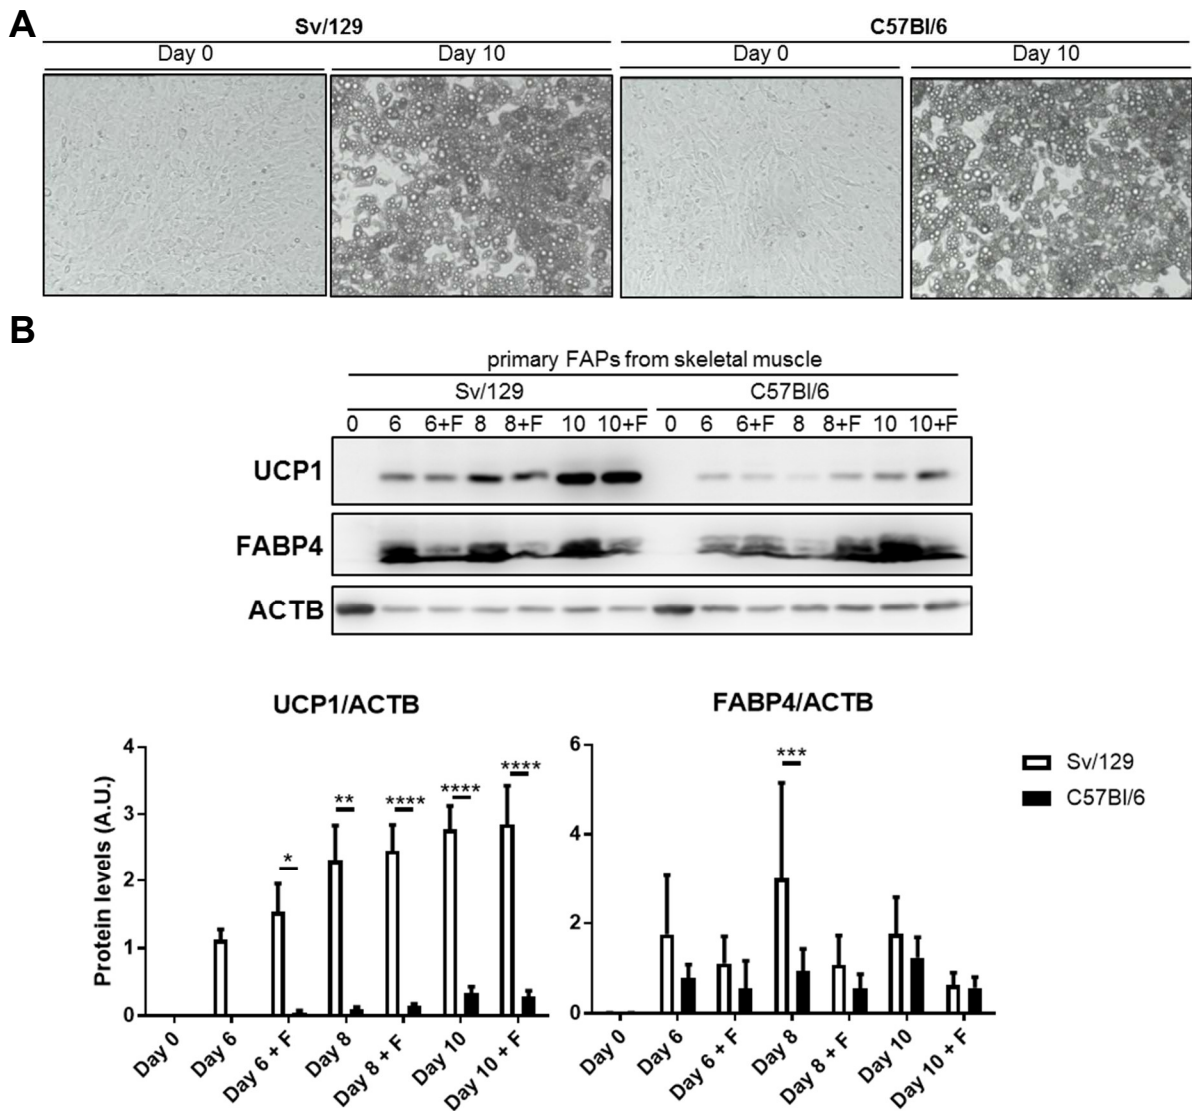 A
Sv/129 C57Bl/6
Day 0 Day 10 Day 0 Day 10
B
primary FAPs from skeletal muscle
Sv/129 C57Bl/6
0 6 6+F 8 8+F 10 10+F 0 6 6+F 8 8+F 10 10+F
UCP1
FABP4
ACTB
UCP1/ACTB
Protein levels (A.U.)
4
3
2
1
0
*
**
****
****
****
Day 0
Day 6
Day 6 + F
Day 8
Day 8 + F
Day 10
Day 10 + F
FABP4/ACTB
6
4
2
0
***
Day 0
Day 6
Day 6 + F
Day 8
Day 8 + F
Day 10
Day 10 + F
Sv/129
C57Bl/6